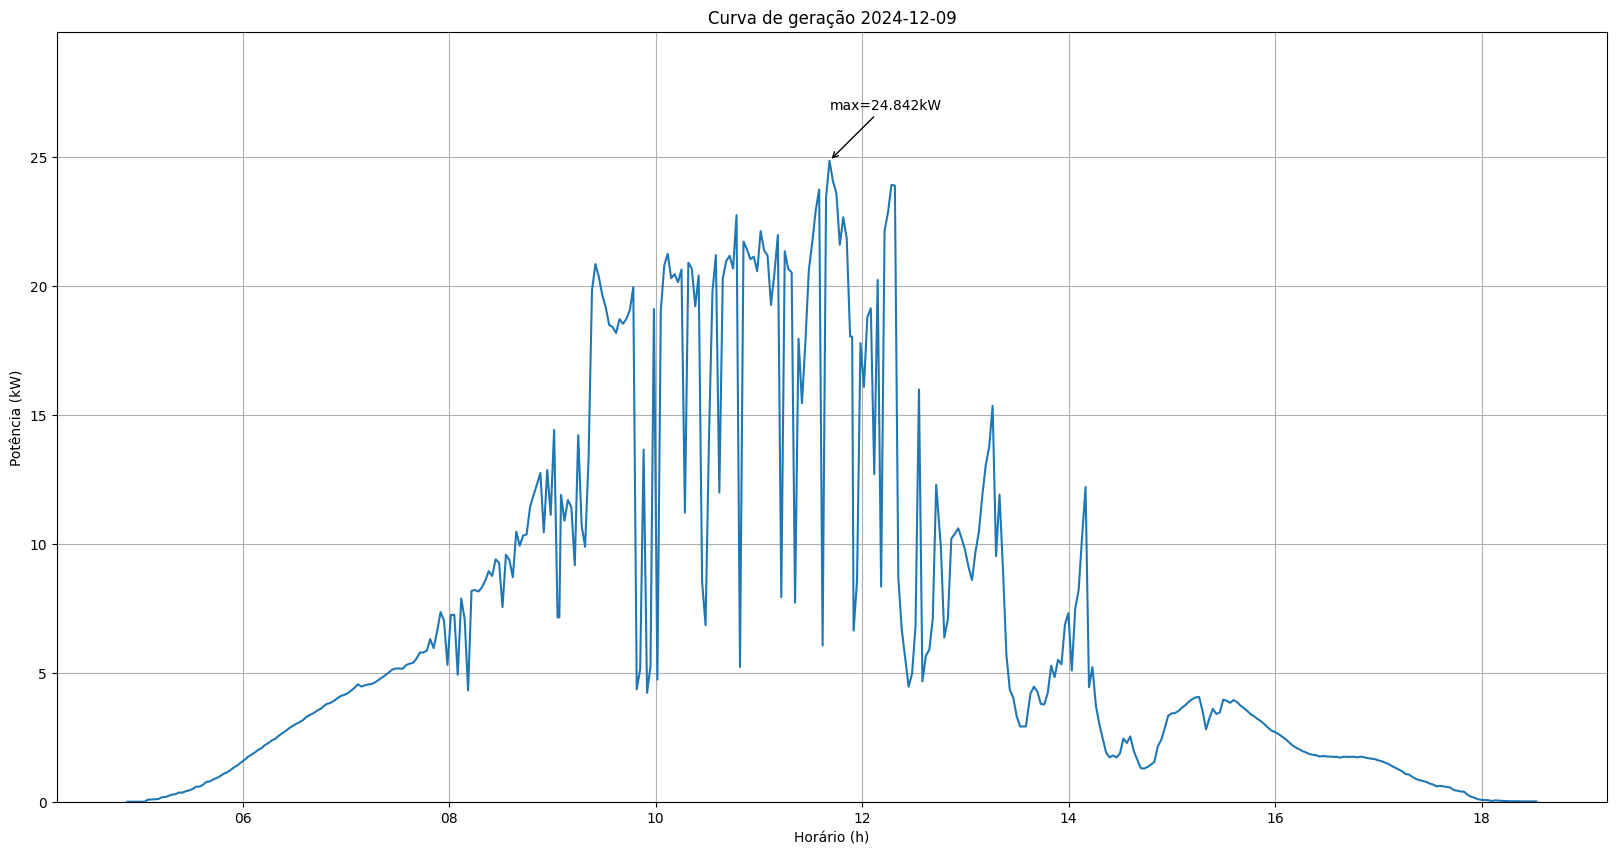 Curva de geração 2024-12-09
max=24.842kW
Potência (kW)
25
20
15
10
5
0
06 08 10 12 14 16 18
Horário (h)